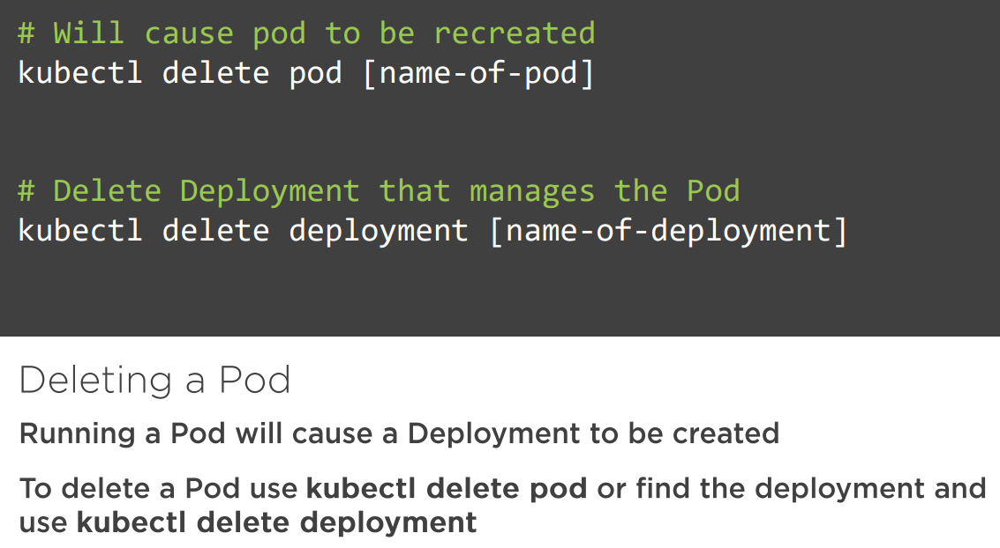 # Will cause pod to be recreated
kubectl delete pod [name-of-pod]
# Delete Deployment that manages the Pod
kubectl delete deployment [name-of-deployment]
Deleting a Pod
Running a Pod will cause a Deployment to be created
To delete a Pod use kubectl delete pod or find the deployment and
use kubectl delete deployment